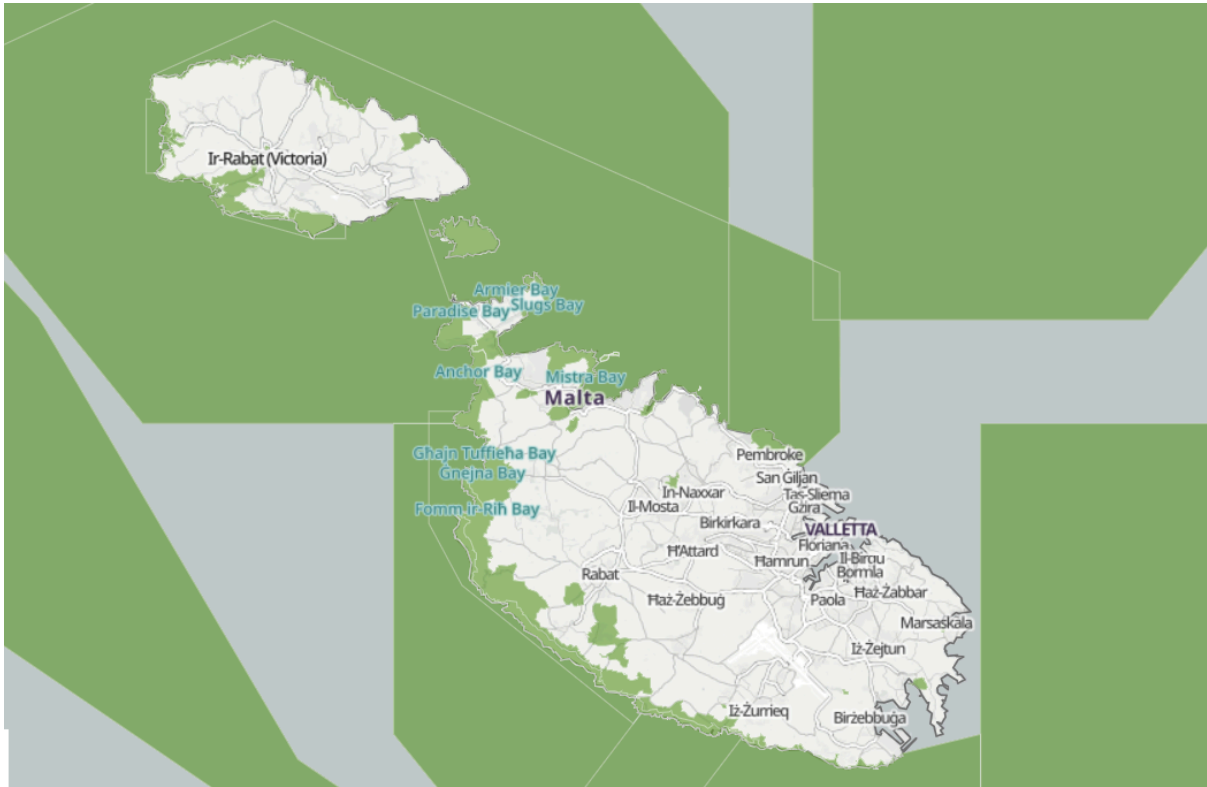 Ir-Rabat (Victoria)
Armier Bay
Slugs Bay
Paradise Bay
Anchor Bay
Mistra Bay
Malta
Għajn Tuffieħa Bay
Ġnejna Bay
Fomm ir-Riħ Bay
Pembroke
San Ġiljan
Tas-Sliema
Gżira
In-Naxxar
Il-Mosta
Birkirkara
VALLETTA
Floriana
Il-Birgu
Bormla
Ħ'Attard
Ħamrun
Rabat
Ħaż-Żebbuġ
Paola
Ħaż-Żabbar
Marsaskala
Iż-Żejtun
Iż-Żurrieq
Birżebbuġa